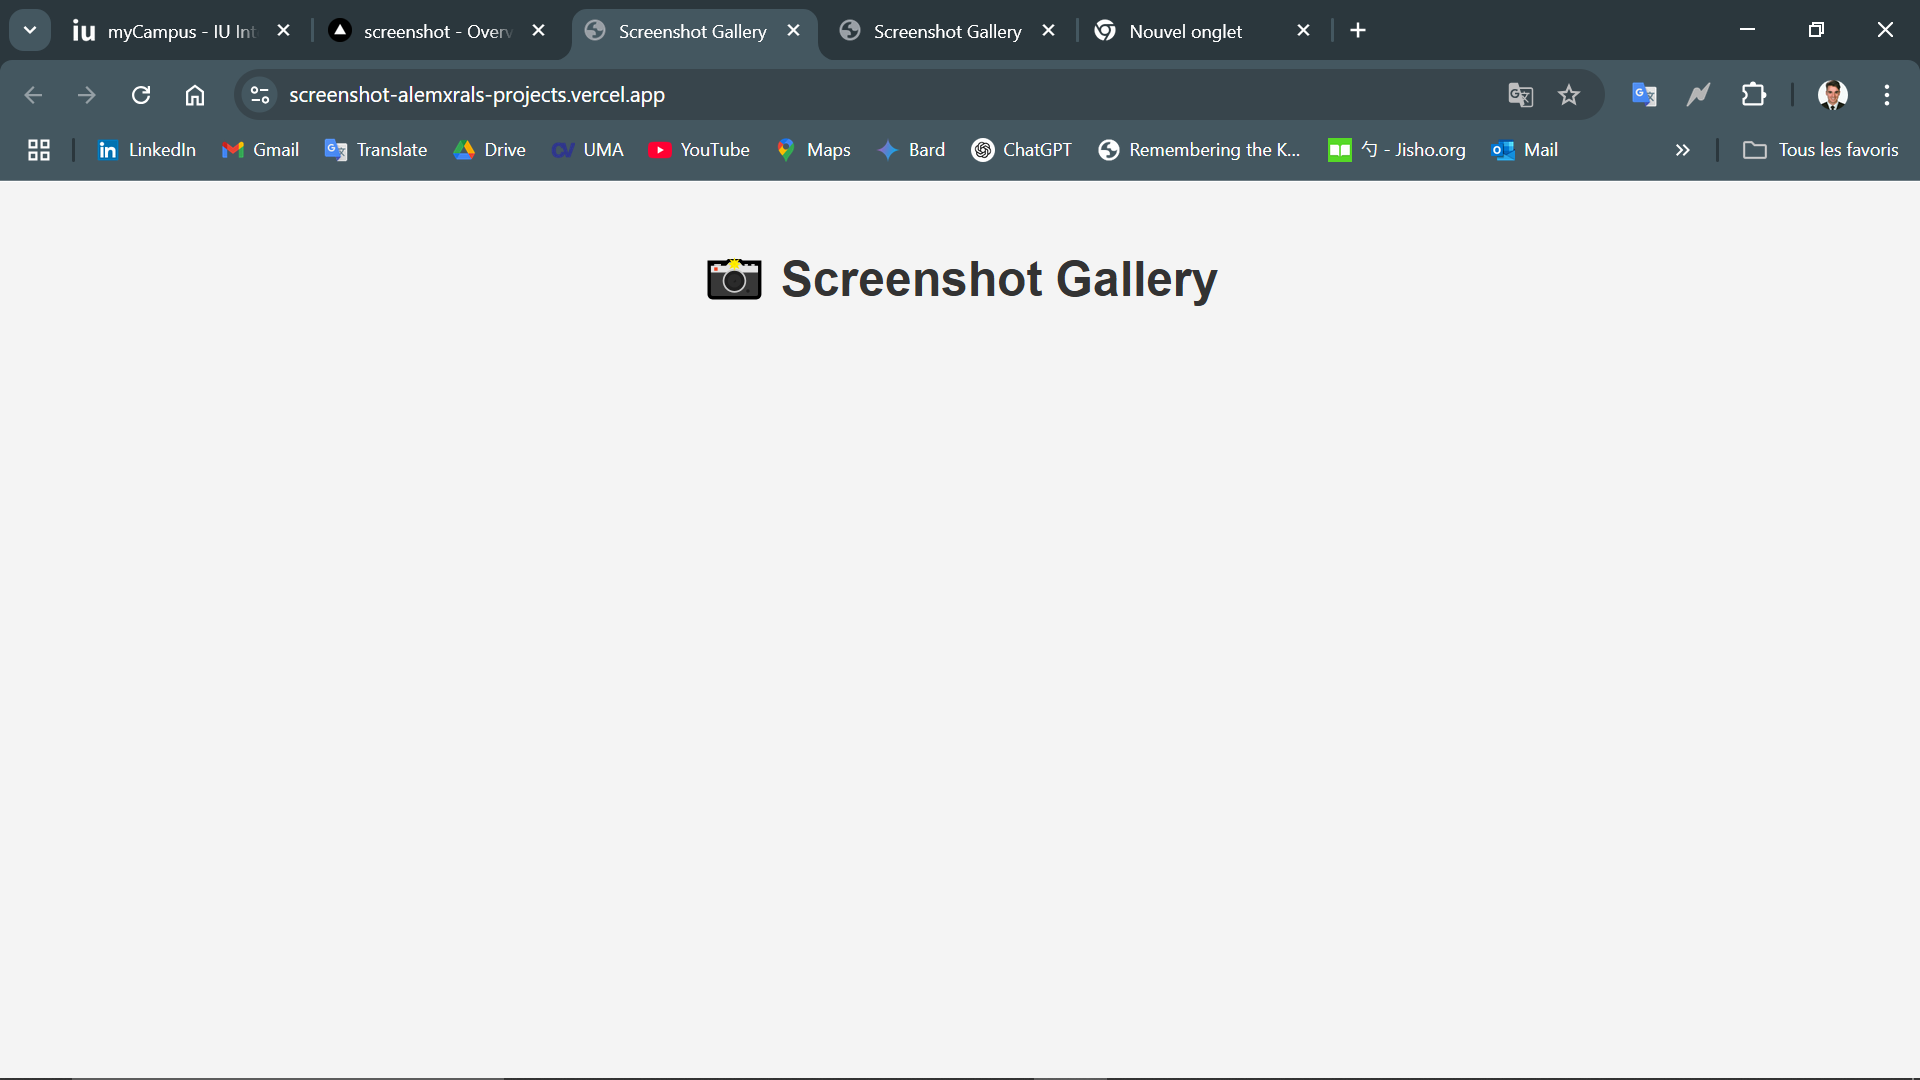 iu myCampus - IU Int
screenshot - Overv
Screenshot Gallery
Screenshot Gallery
Nouvel onglet
screenshot-alemxrals-projects.vercel.app
LinkedIn
Gmail
Translate
Drive
UMA
YouTube
Maps
Bard
ChatGPT
Remembering the K...
勺 - Jisho.org
Mail
Tous les favoris
Screenshot Gallery